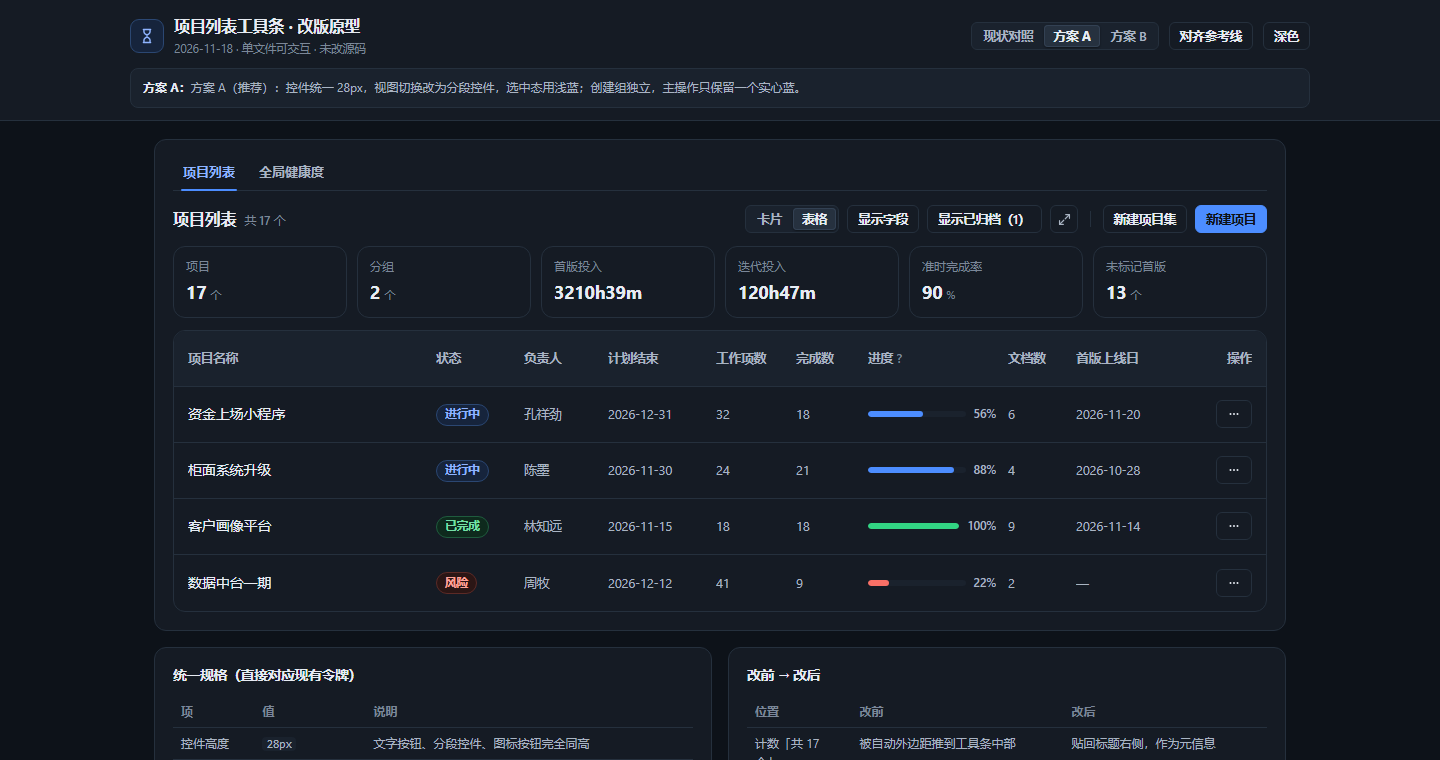 项目列表工具条 · 改版原型
2026-11-18 · 单文件可交互 · 未改源码
现状对照 方案 A 方案 B 对齐参考线 深色
方案 A： 方案 A（推荐）：控件统一 28px，视图切换改为分段控件，选中态用浅蓝；创建组独立，主操作只保留一个实心蓝。
项目列表 全局健康度
项目列表 共 17 个 卡片 表格 显示字段 显示已归档（1） 新建项目集 新建项目
项目 分组 首版投入 迭代投入 准时完成率 未标记首版
17 个 2 个 3210h39m 120h47m 90 % 13 个
项目名称 状态 负责人 计划结束 工作项数 完成数 进度 ? 文档数 首版上线日 操作
资金上场小程序 进行中 孔祥劲 2026-12-31 32 18 56% 6 2026-11-20 ···
柜面系统升级 进行中 陈墨 2026-11-30 24 21 88% 4 2026-10-28 ···
客户画像平台 已完成 林知远 2026-11-15 18 18 100% 9 2026-11-14 ···
数据中台一期 风险 周牧 2026-12-12 41 9 22% 2 — ···
统一规格（直接对应现有令牌）
项 值 说明
控件高度 28px 文字按钮、分段控件、图标按钮完全同高
改前 → 改后
位置 改前 改后
计数「共 17 被自动外边距推到工具条中部 贴回标题右侧，作为元信息